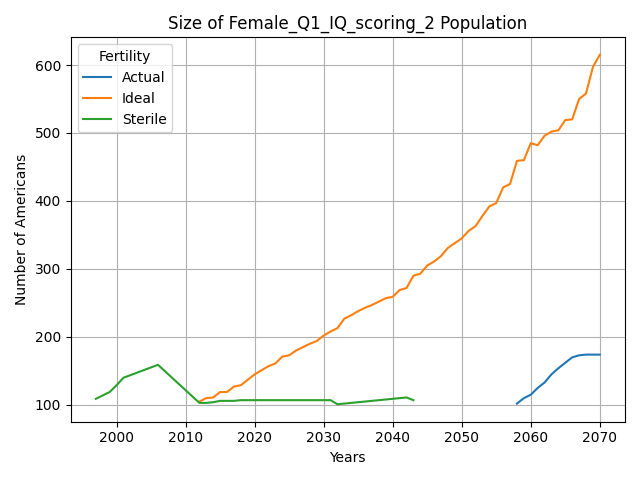 Size of Female_Q1_IQ_scoring_2 Population
Fertility
Actual
Ideal
Sterile
Number of Americans
600
500
400
300
200
100
2000
2010
2020
2030
2040
2050
2060
2070
Years